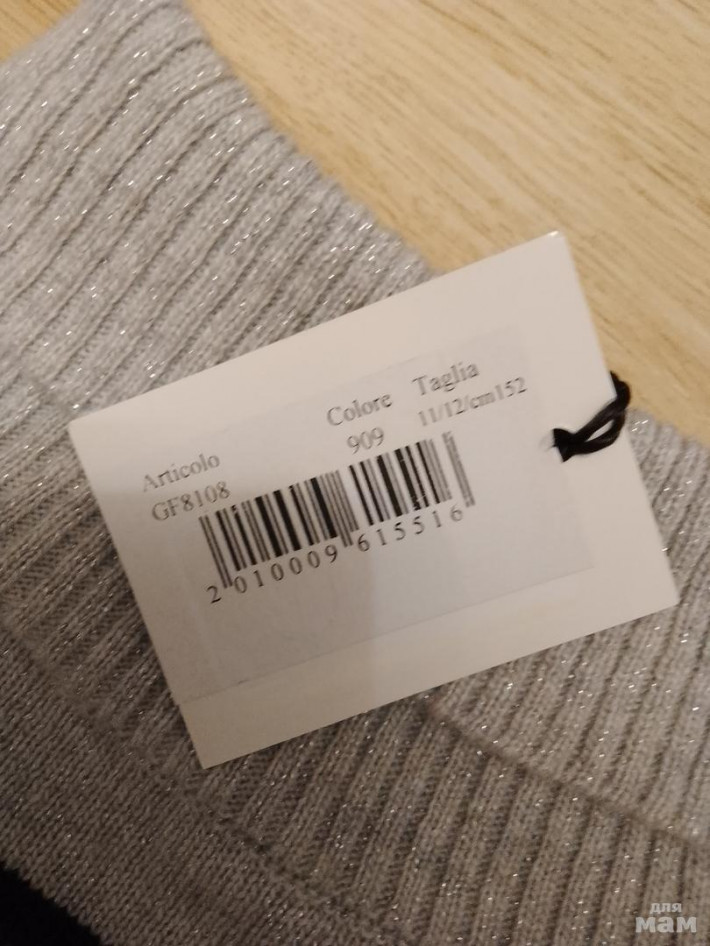 Articolo Colore Taglia
GF8108 909 11/12/cm152
2 010009 615516
для
мам